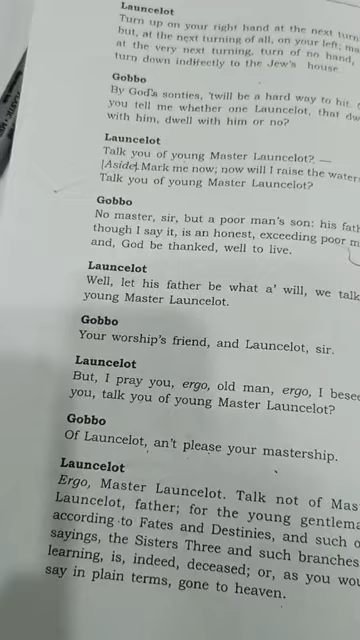 Launcelot
Turn up on your right hand at the next
but, at the next turning of all, on your left;
at the very next turning, turn of no hand,
turn down indirectly to the Jew's house
Gobbo
By God's sonties, 'twill be a hard way to hit.
you tell me whether one Launcelot, that
with him, dwell with him or no?
Launcelot
Talk you of young Master Launcelot? —
[Aside] Mark me now; now will I raise the
Talk you of young Master Launcelot?
Gobbo
No master, sir, but a poor man's son: his
though I say it, is an honest, exceeding poor
and, God be thanked, well to live.
Launcelot
Well, let his father be what a' will, we talk
young Master Launcelot.
Gobbo
Your worship's friend, and Launcelot, sir.
Launcelot
But, I pray you, ergo, old man, ergo, I
you, talk you of young Master Launcelot?
Gobbo
Of Launcelot, an't please your mastership.
Launcelot
Ergo, Master Launcelot. Talk not of
Launcelot, father; for the young
according to Fates and Destinies, and such
sayings, the Sisters Three and such branches
learning, is, indeed, deceased; or, as you
say in plain terms, gone to heaven.